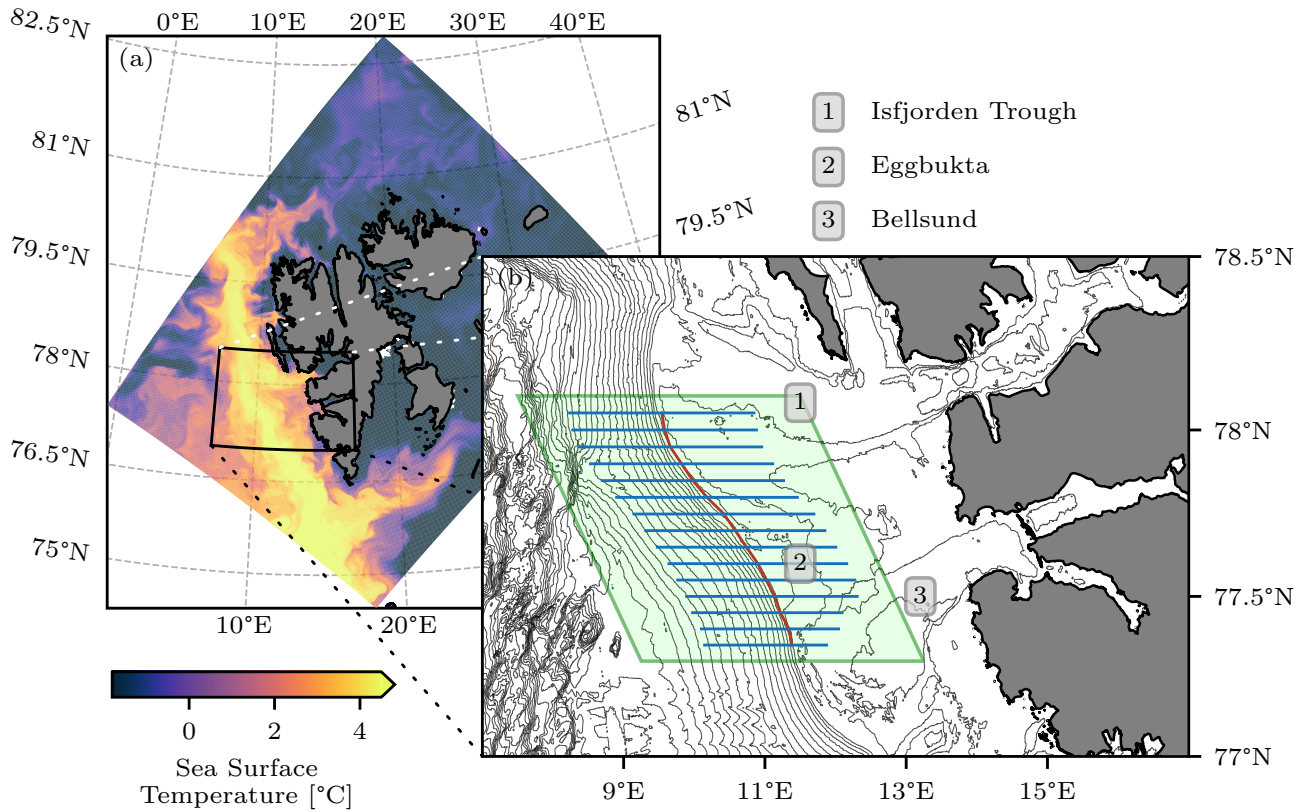 82.5°N
0°E
10°E
20°E
30°E
40°E
(a)
81°N
81°N
79.5°N
79.5°N
78°N
76.5°N
75°N
10°E
20°E
1 Isfjorden Trough
2 Eggbukta
3 Bellsund
(b)
78.5°N
78°N
77.5°N
77°N
1
2
3
9°E
11°E
13°E
15°E
0
2
4
Sea Surface
Temperature [°C]